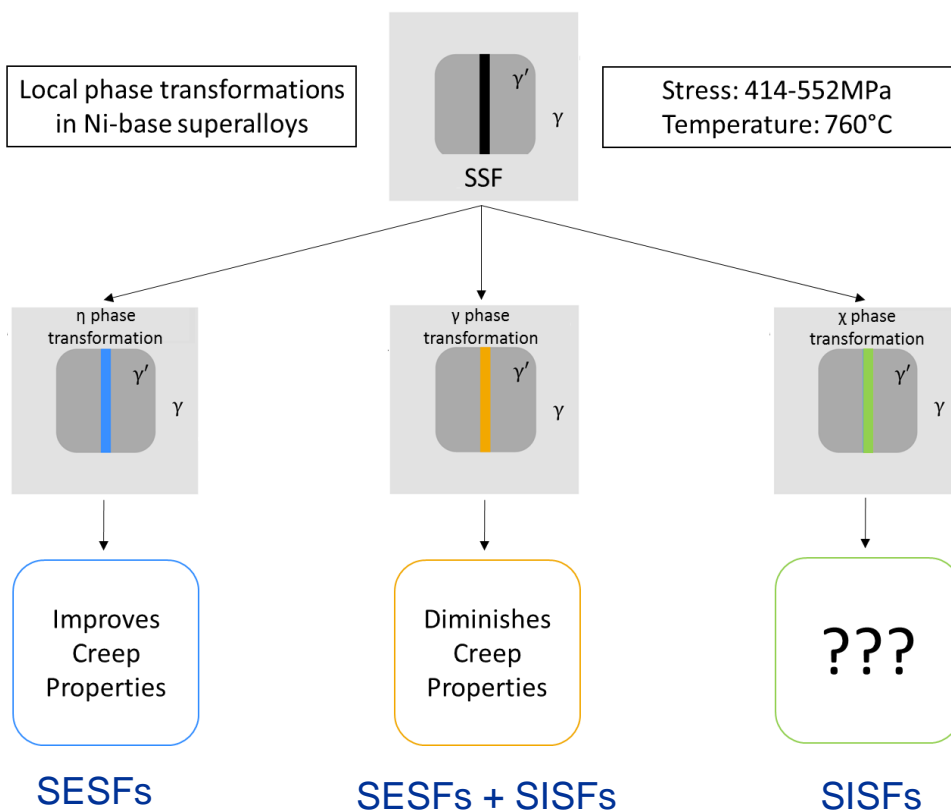 Local phase transformations
in Ni-base superalloys
γ′
γ
SSF
Stress: 414-552MPa
Temperature: 760°C
η phase
transformation
γ′
γ
γ phase
transformation
γ′
γ
χ phase
transformation
γ′
γ
Improves
Creep
Properties
Diminishes
Creep
Properties
???
SESFs
SESFs + SISFs
SISFs